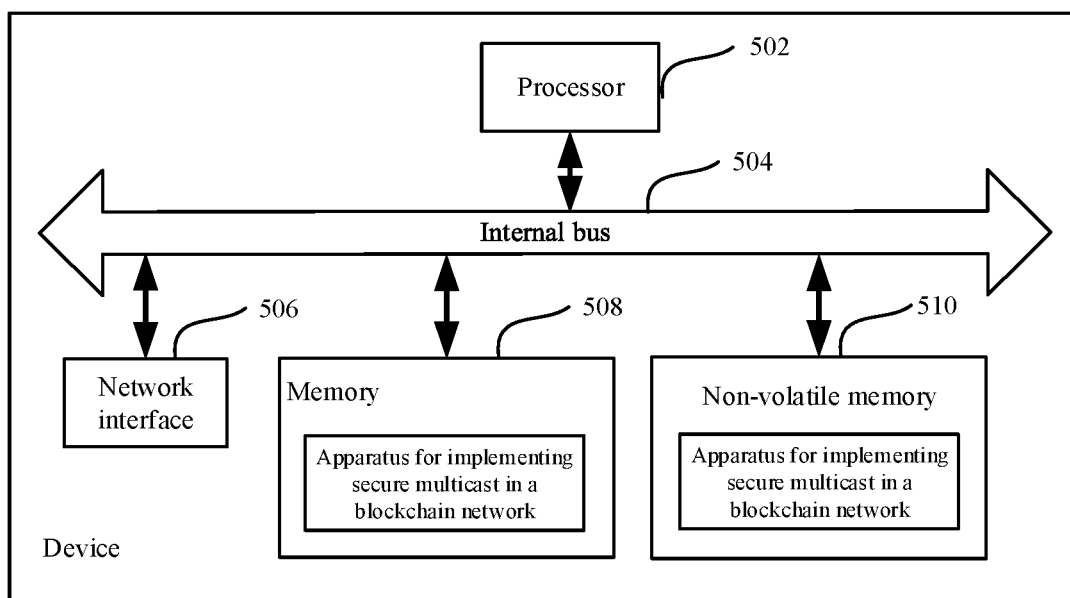 502
Processor
504
Internal bus
506
508
510
Network
interface
Memory
Apparatus for implementing
secure multicast in a
blockchain network
Non-volatile memory
Apparatus for implementing
secure multicast in a
blockchain network
Device